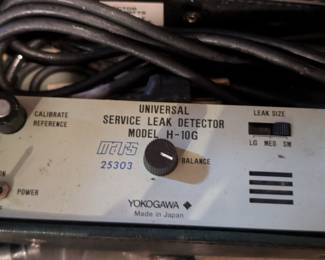 UNIVERSAL
SERVICE LEAK DETECTOR
MODEL H-10G
CALIBRATE
REFERENCE
LEAK SIZE
LG MED SM
mars
25303
BALANCE
POWER
YOKOGAWA
Made in Japan